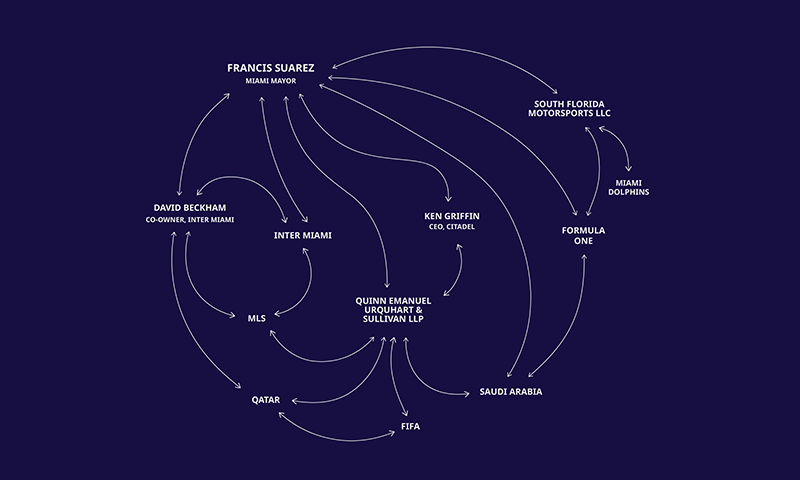 FRANCIS SUAREZ
MIAMI MAYOR
SOUTH FLORIDA
MOTORSPORTS LLC
MIAMI
DOLPHINS
DAVID BECKHAM
CO-OWNER, INTER MIAMI
KEN GRIFFIN
CEO, CITADEL
INTER MIAMI
FORMULA
ONE
QUINN EMANUEL
URQUHART &
SULLIVAN LLP
MLS
SAUDI ARABIA
QATAR
FIFA